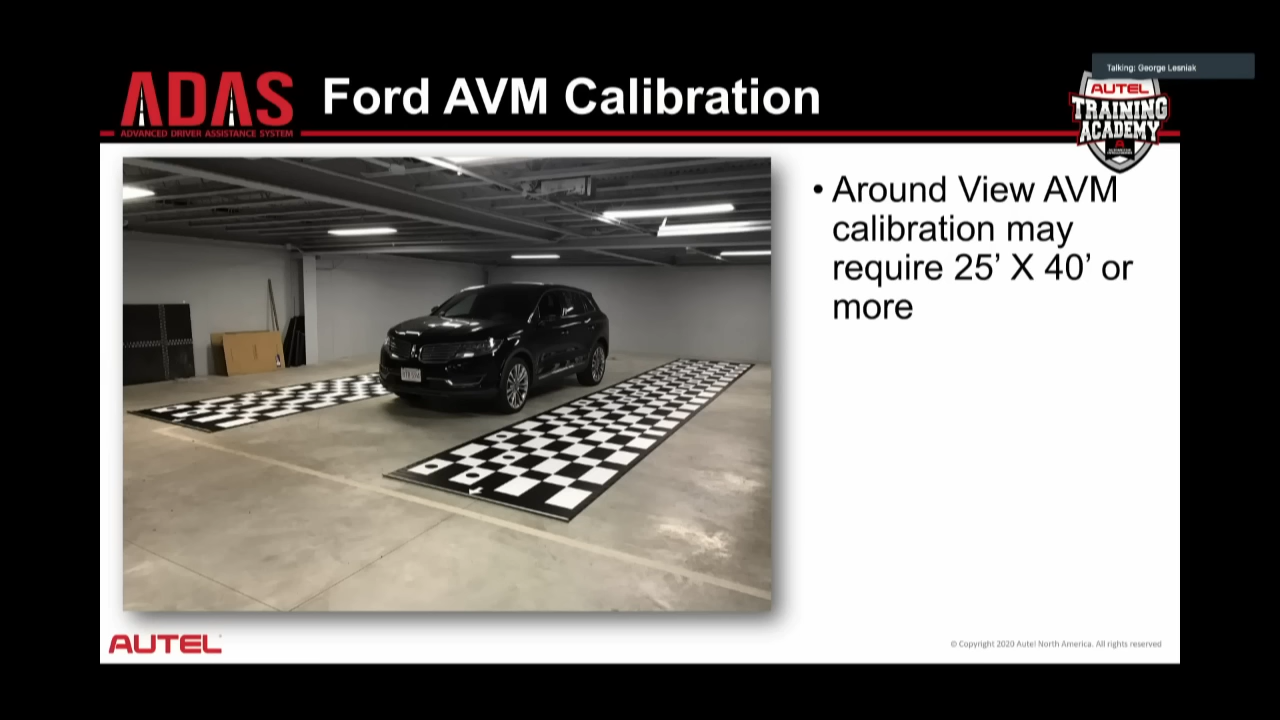 Talking: George Lesniak
ADAS
ADVANCED DRIVER ASSISTANCE SYSTEM
Ford AVM Calibration
AUTEL
TRAINING
ACADEMY
• Around View AVM
calibration may
require 25’ X 40’ or
more
AUTEL
© Copyright 2020 Autel North America. All rights reserved